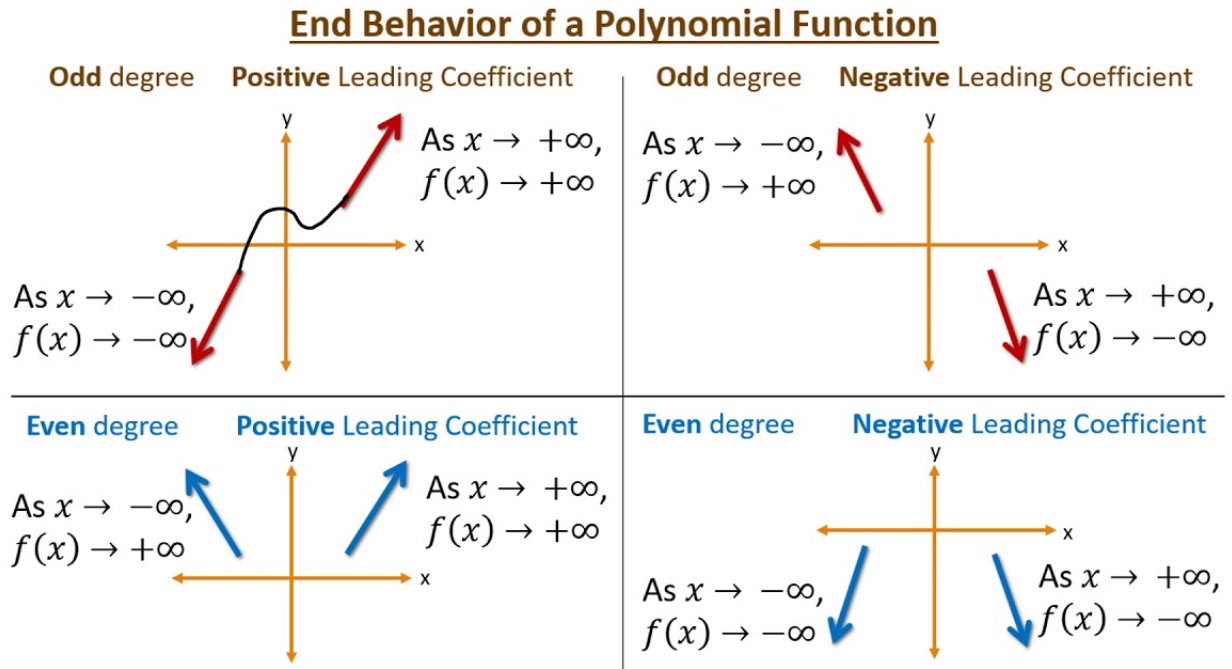 End Behavior of a Polynomial Function
Odd degree Positive Leading Coefficient
y
As x → +∞,
f(x) → +∞
x
As x → −∞,
f(x) → −∞
Odd degree Negative Leading Coefficient
y
As x → −∞,
f(x) → +∞
x
As x → +∞,
f(x) → −∞
Even degree Positive Leading Coefficient
y
As x → −∞,
f(x) → +∞
As x → +∞,
f(x) → +∞
x
Even degree Negative Leading Coefficient
y
x
As x → −∞,
f(x) → −∞
As x → +∞,
f(x) → −∞